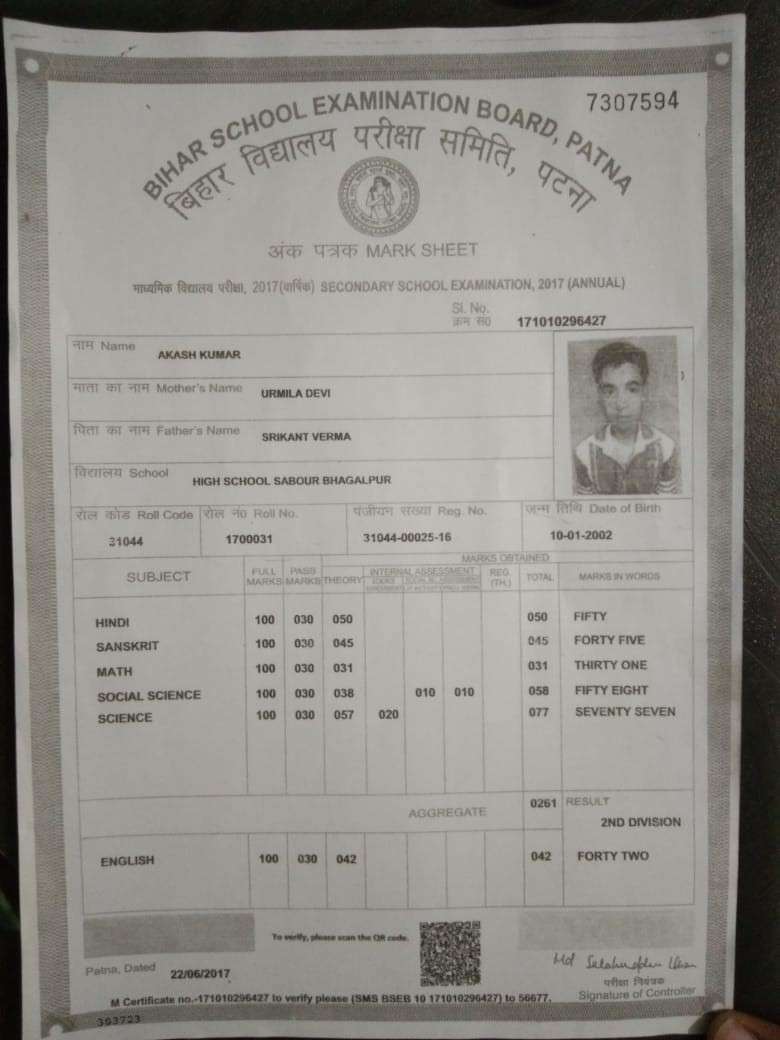 7307594
BIHAR SCHOOL EXAMINATION BOARD, PATNA
बिहार विद्यालय परीक्षा समिति, पटना
अंक पत्रक MARK SHEET
माध्यमिक विद्यालय परीक्षा, 2017(वार्षिक) SECONDARY SCHOOL EXAMINATION, 2017 (ANNUAL)
Sl. No.
क्रम स0 171010296427
नाम Name AKASH KUMAR
माता का नाम Mother's Name URMILA DEVI
पिता का नाम Father's Name SRIKANT VERMA
विद्यालय School HIGH SCHOOL SABOUR BHAGALPUR
रोल कोड Roll Code रोल नं0 Roll No. पंजीयन संख्या Reg. No. जन्म तिथि Date of Birth
31044 1700031 31044-00025-16 10-01-2002
MARKS OBTAINED
SUBJECT FULL MARKS PASS MARKS THEORY INTERNAL ASSESSMENT REG. (TH.) TOTAL MARKS IN WORDS
HINDI 100 030 050 050 FIFTY
SANSKRIT 100 030 045 045 FORTY FIVE
MATH 100 030 031 031 THIRTY ONE
SOCIAL SCIENCE 100 030 038 010 010 058 FIFTY EIGHT
SCIENCE 100 030 057 020 077 SEVENTY SEVEN
AGGREGATE 0261 RESULT
2ND DIVISION
ENGLISH 100 030 042 042 FORTY TWO
To verify, please scan the QR code.
Patna, Dated 22/06/2017
Md
परीक्षा नियंत्रक
Signature of Controller
M Certificate no.-171010296427 to verify please (SMS BSEB 10 171010296427) to 56677.
393723